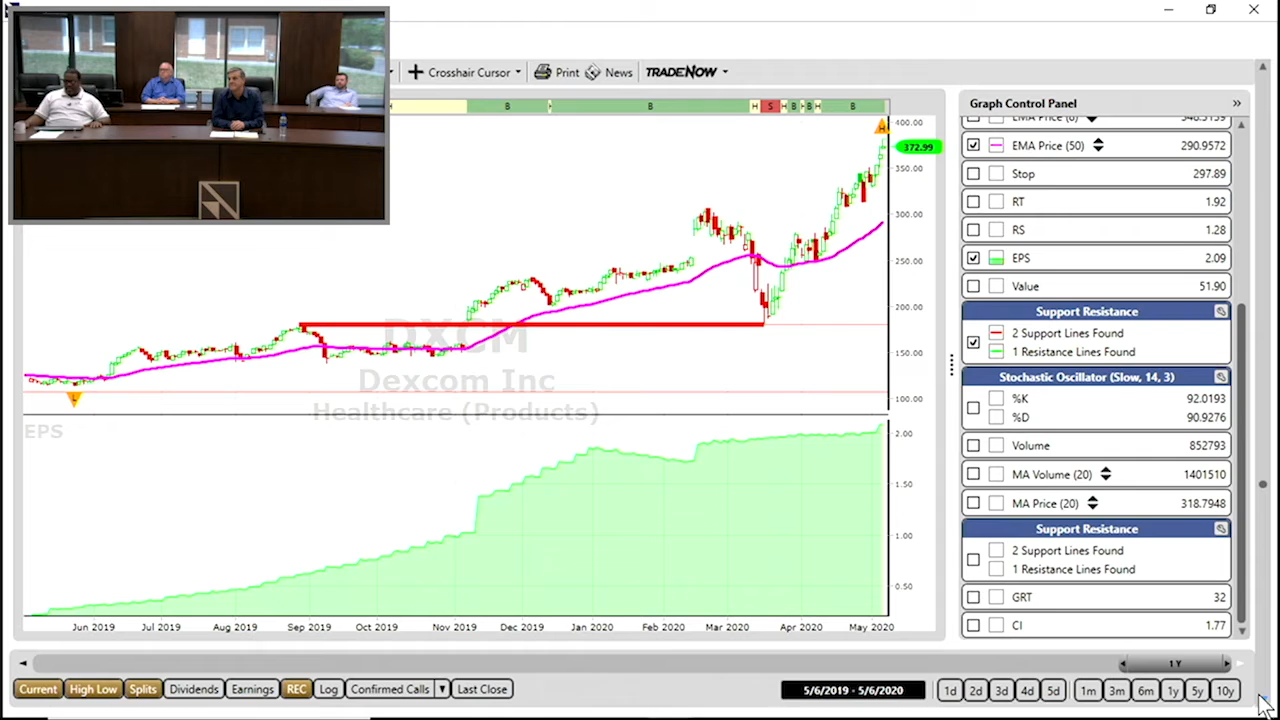 Crosshair Cursor Print News TRADENOW
Graph Control Panel
H B B H S H B H B H B
EMA Price (50) 290.9572
Stop 297.89
RT 1.92
RS 1.28
EPS 2.09
Value 51.90
Support Resistance
2 Support Lines Found
1 Resistance Lines Found
Stochastic Oscillator (Slow, 14, 3)
%K 92.0193
%D 90.9276
Volume 852793
MA Volume (20) 1401510
MA Price (20) 318.7948
Support Resistance
2 Support Lines Found
1 Resistance Lines Found
GRT 32
CI 1.77
400.00
372.99
350.00
300.00
250.00
200.00
150.00
100.00
H
L
DXCM
Dexcom Inc
Healthcare (Products)
EPS
2.00
1.50
1.00
0.50
Jun 2019 Jul 2019 Aug 2019 Sep 2019 Oct 2019 Nov 2019 Dec 2019 Jan 2020 Feb 2020 Mar 2020 Apr 2020 May 2020
1 Y
Current High Low Splits Dividends Earnings REC Log Confirmed Calls Last Close 5/6/2019 - 5/6/2020 1d 2d 3d 4d 5d 1m 3m 6m 1y 5y 10y